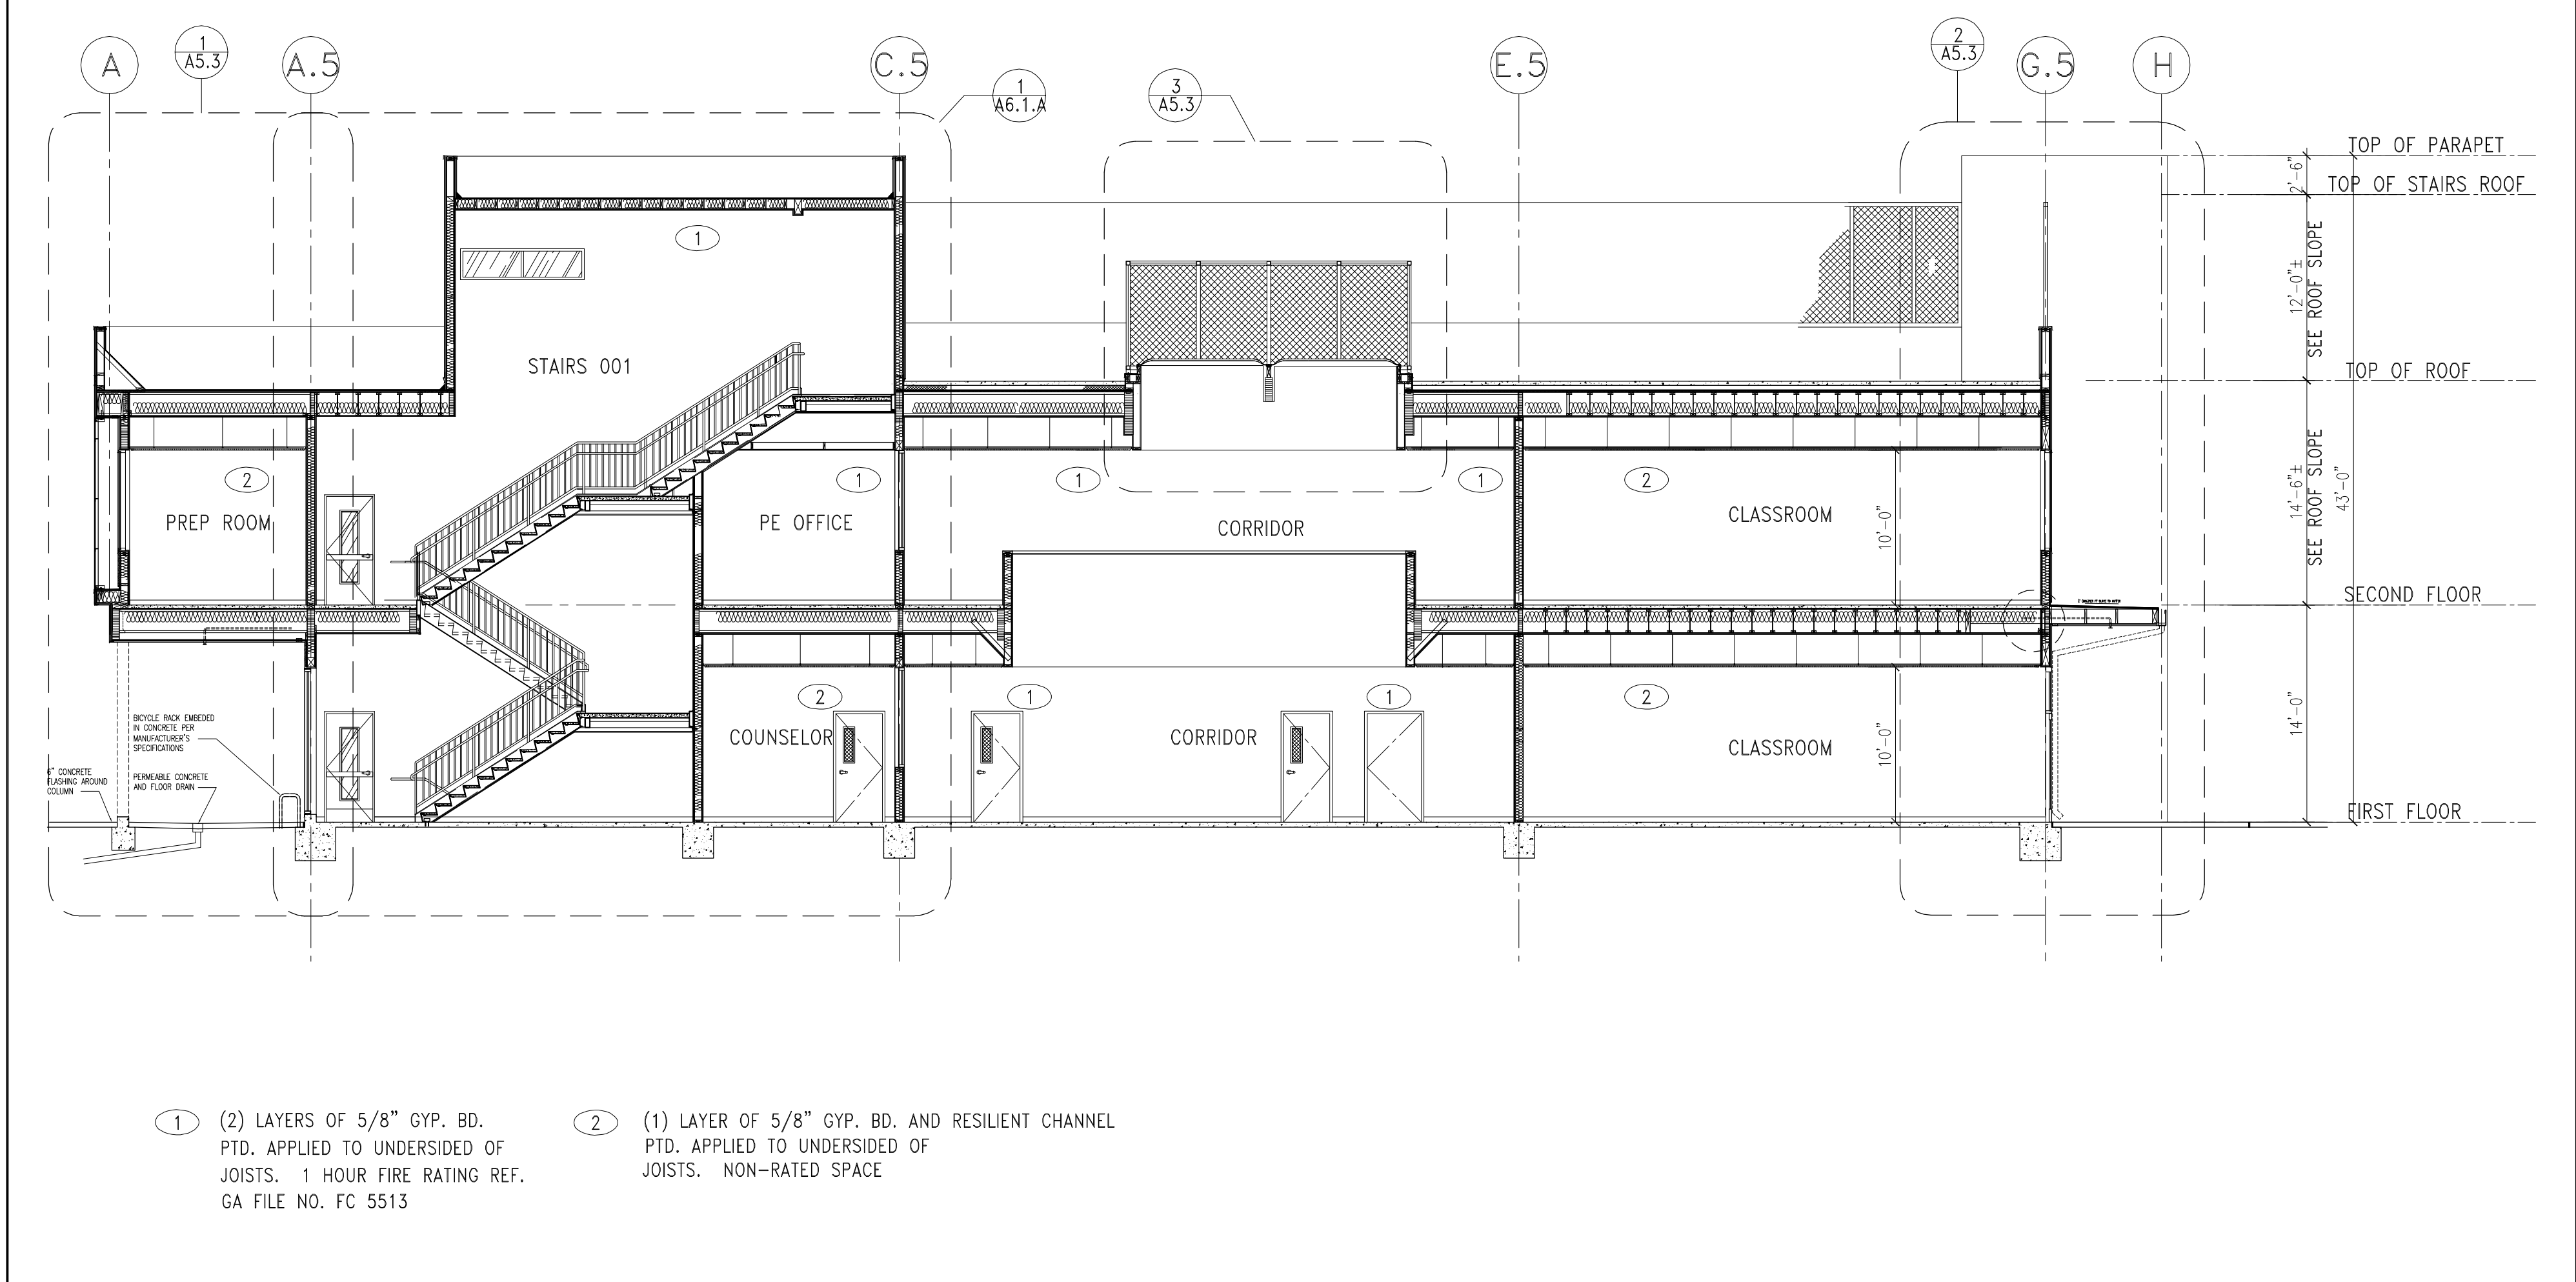 A
1
A5.3
A.5
C.5
1
A6.1.A
3
A5.3
E.5
2
A5.3
G.5
H
TOP OF PARAPET
2'-6"
TOP OF STAIRS ROOF
12'-0"±
SEE ROOF SLOPE
TOP OF ROOF
14'-6"±
SEE ROOF SLOPE
43'-0"
SECOND FLOOR
14'-0"
FIRST FLOOR
1
STAIRS 001
2
PREP ROOM
1
PE OFFICE
1
CORRIDOR
1
2
CLASSROOM
10'-0"
2
COUNSELOR
1
CORRIDOR
1
2
CLASSROOM
10'-0"
BICYCLE RACK EMBEDED
IN CONCRETE PER
MANUFACTURER'S
SPECIFICATIONS
6" CONCRETE
FLASHING AROUND
COLUMN
PERMEABLE CONCRETE
AND FLOOR DRAIN
1
(2) LAYERS OF 5/8" GYP. BD.
PTD. APPLIED TO UNDERSIDED OF
JOISTS. 1 HOUR FIRE RATING REF.
GA FILE NO. FC 5513
2
(1) LAYER OF 5/8" GYP. BD. AND RESILIENT CHANNEL
PTD. APPLIED TO UNDERSIDED OF
JOISTS. NON-RATED SPACE